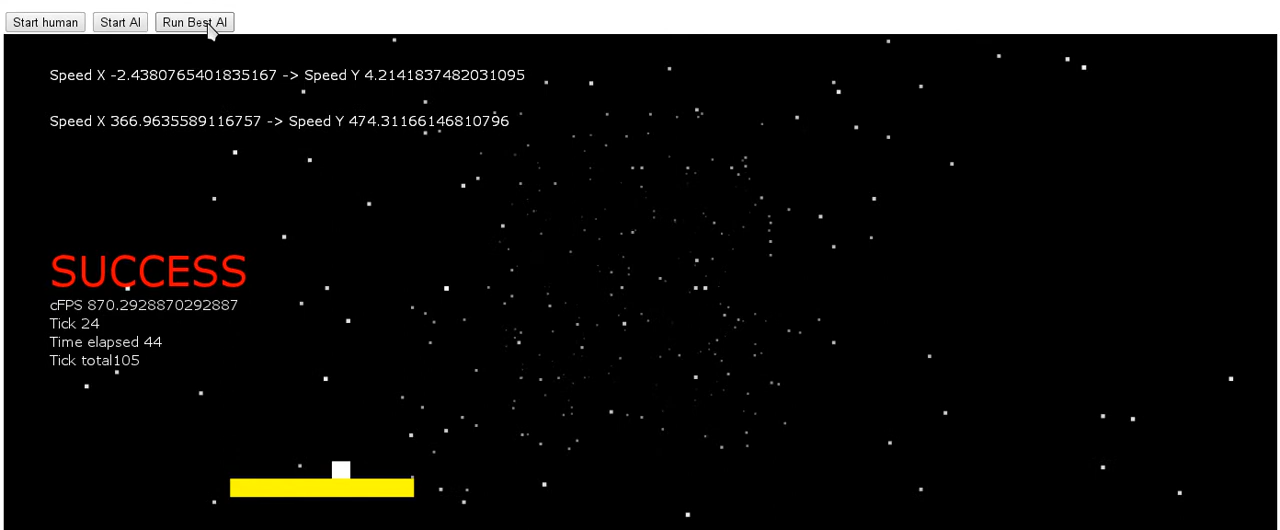 Start human Start AI Run Best AI
Speed X -2.4380765401835167 -> Speed Y 4.2141837482031095
Speed X 366.9635589116757 -> Speed Y 474.31166146810796
SUCCESS
cFPS 870.2928870292887
Tick 24
Time elapsed 44
Tick total105